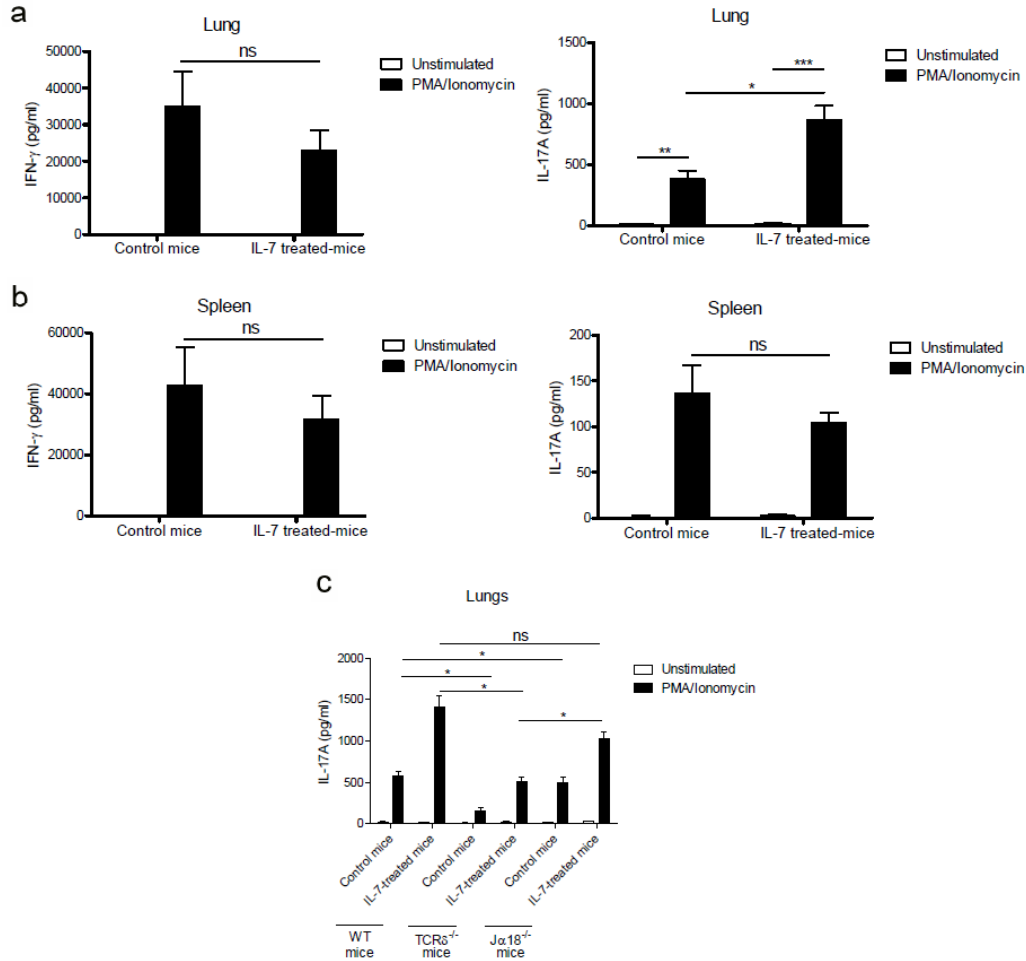 a
Lung
50000
40000
30000
20000
10000
0
IFN-γ (pg/ml)
ns
Control mice
IL-7 treated-mice
Unstimulated
PMA/Ionomycin
Lung
1500
1000
500
0
IL-17A (pg/ml)
**
*
***
Control mice
IL-7 treated-mice
Unstimulated
PMA/Ionomycin
b
Spleen
60000
40000
20000
0
IFN-γ (pg/ml)
ns
Control mice
IL-7 treated-mice
Unstimulated
PMA/Ionomycin
Spleen
200
150
100
50
0
IL-17A (pg/ml)
ns
Control mice
IL-7 treated-mice
Unstimulated
PMA/Ionomycin
c
Lungs
2000
1500
1000
500
0
IL-17A (pg/ml)
ns
*
*
*
*
Unstimulated
PMA/Ionomycin
Control mice
IL-7-treated mice
Control mice
IL-7-treated mice
Control mice
IL-7-treated mice
WT
mice
TCRδ-/-
mice
Jα18-/-
mice